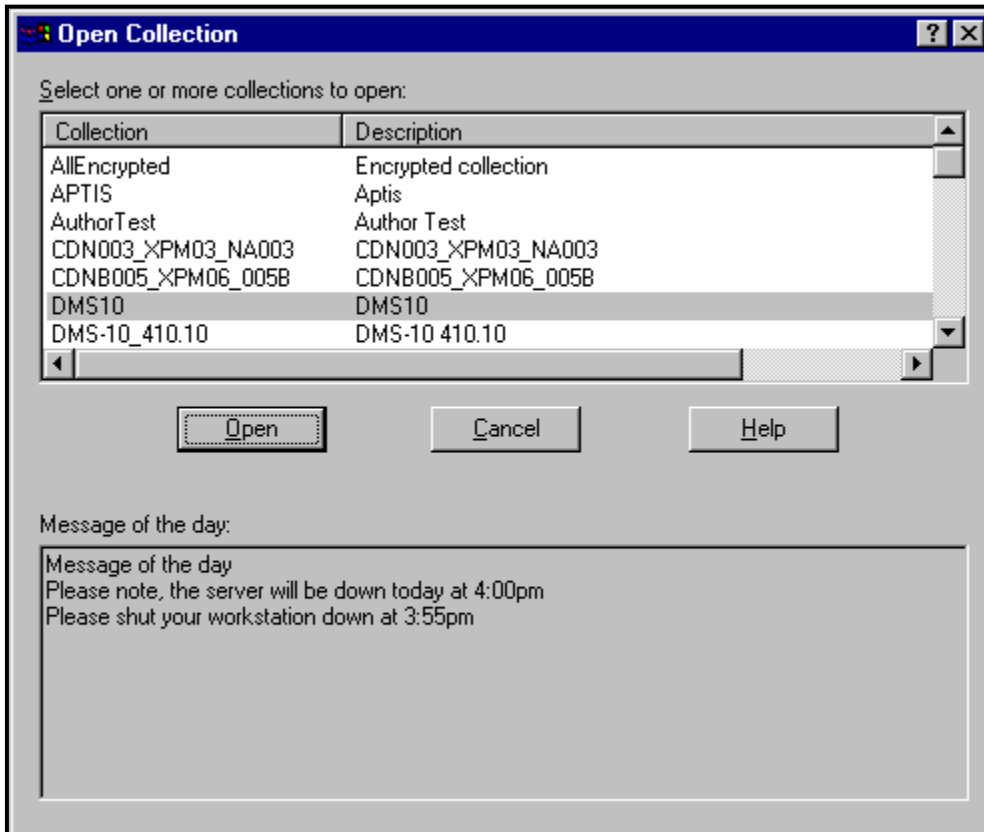 Open Collection
Select one or more collections to open:
Collection Description
AllEncrypted Encrypted collection
APTIS Aptis
AuthorTest Author Test
CDN003_XPM03_NA003 CDN003_XPM03_NA003
CDNB005_XPM06_005B CDNB005_XPM06_005B
DMS10 DMS10
DMS-10_410.10 DMS-10 410.10
Open Cancel Help
Message of the day:
Message of the day
Please note, the server will be down today at 4:00pm
Please shut your workstation down at 3:55pm